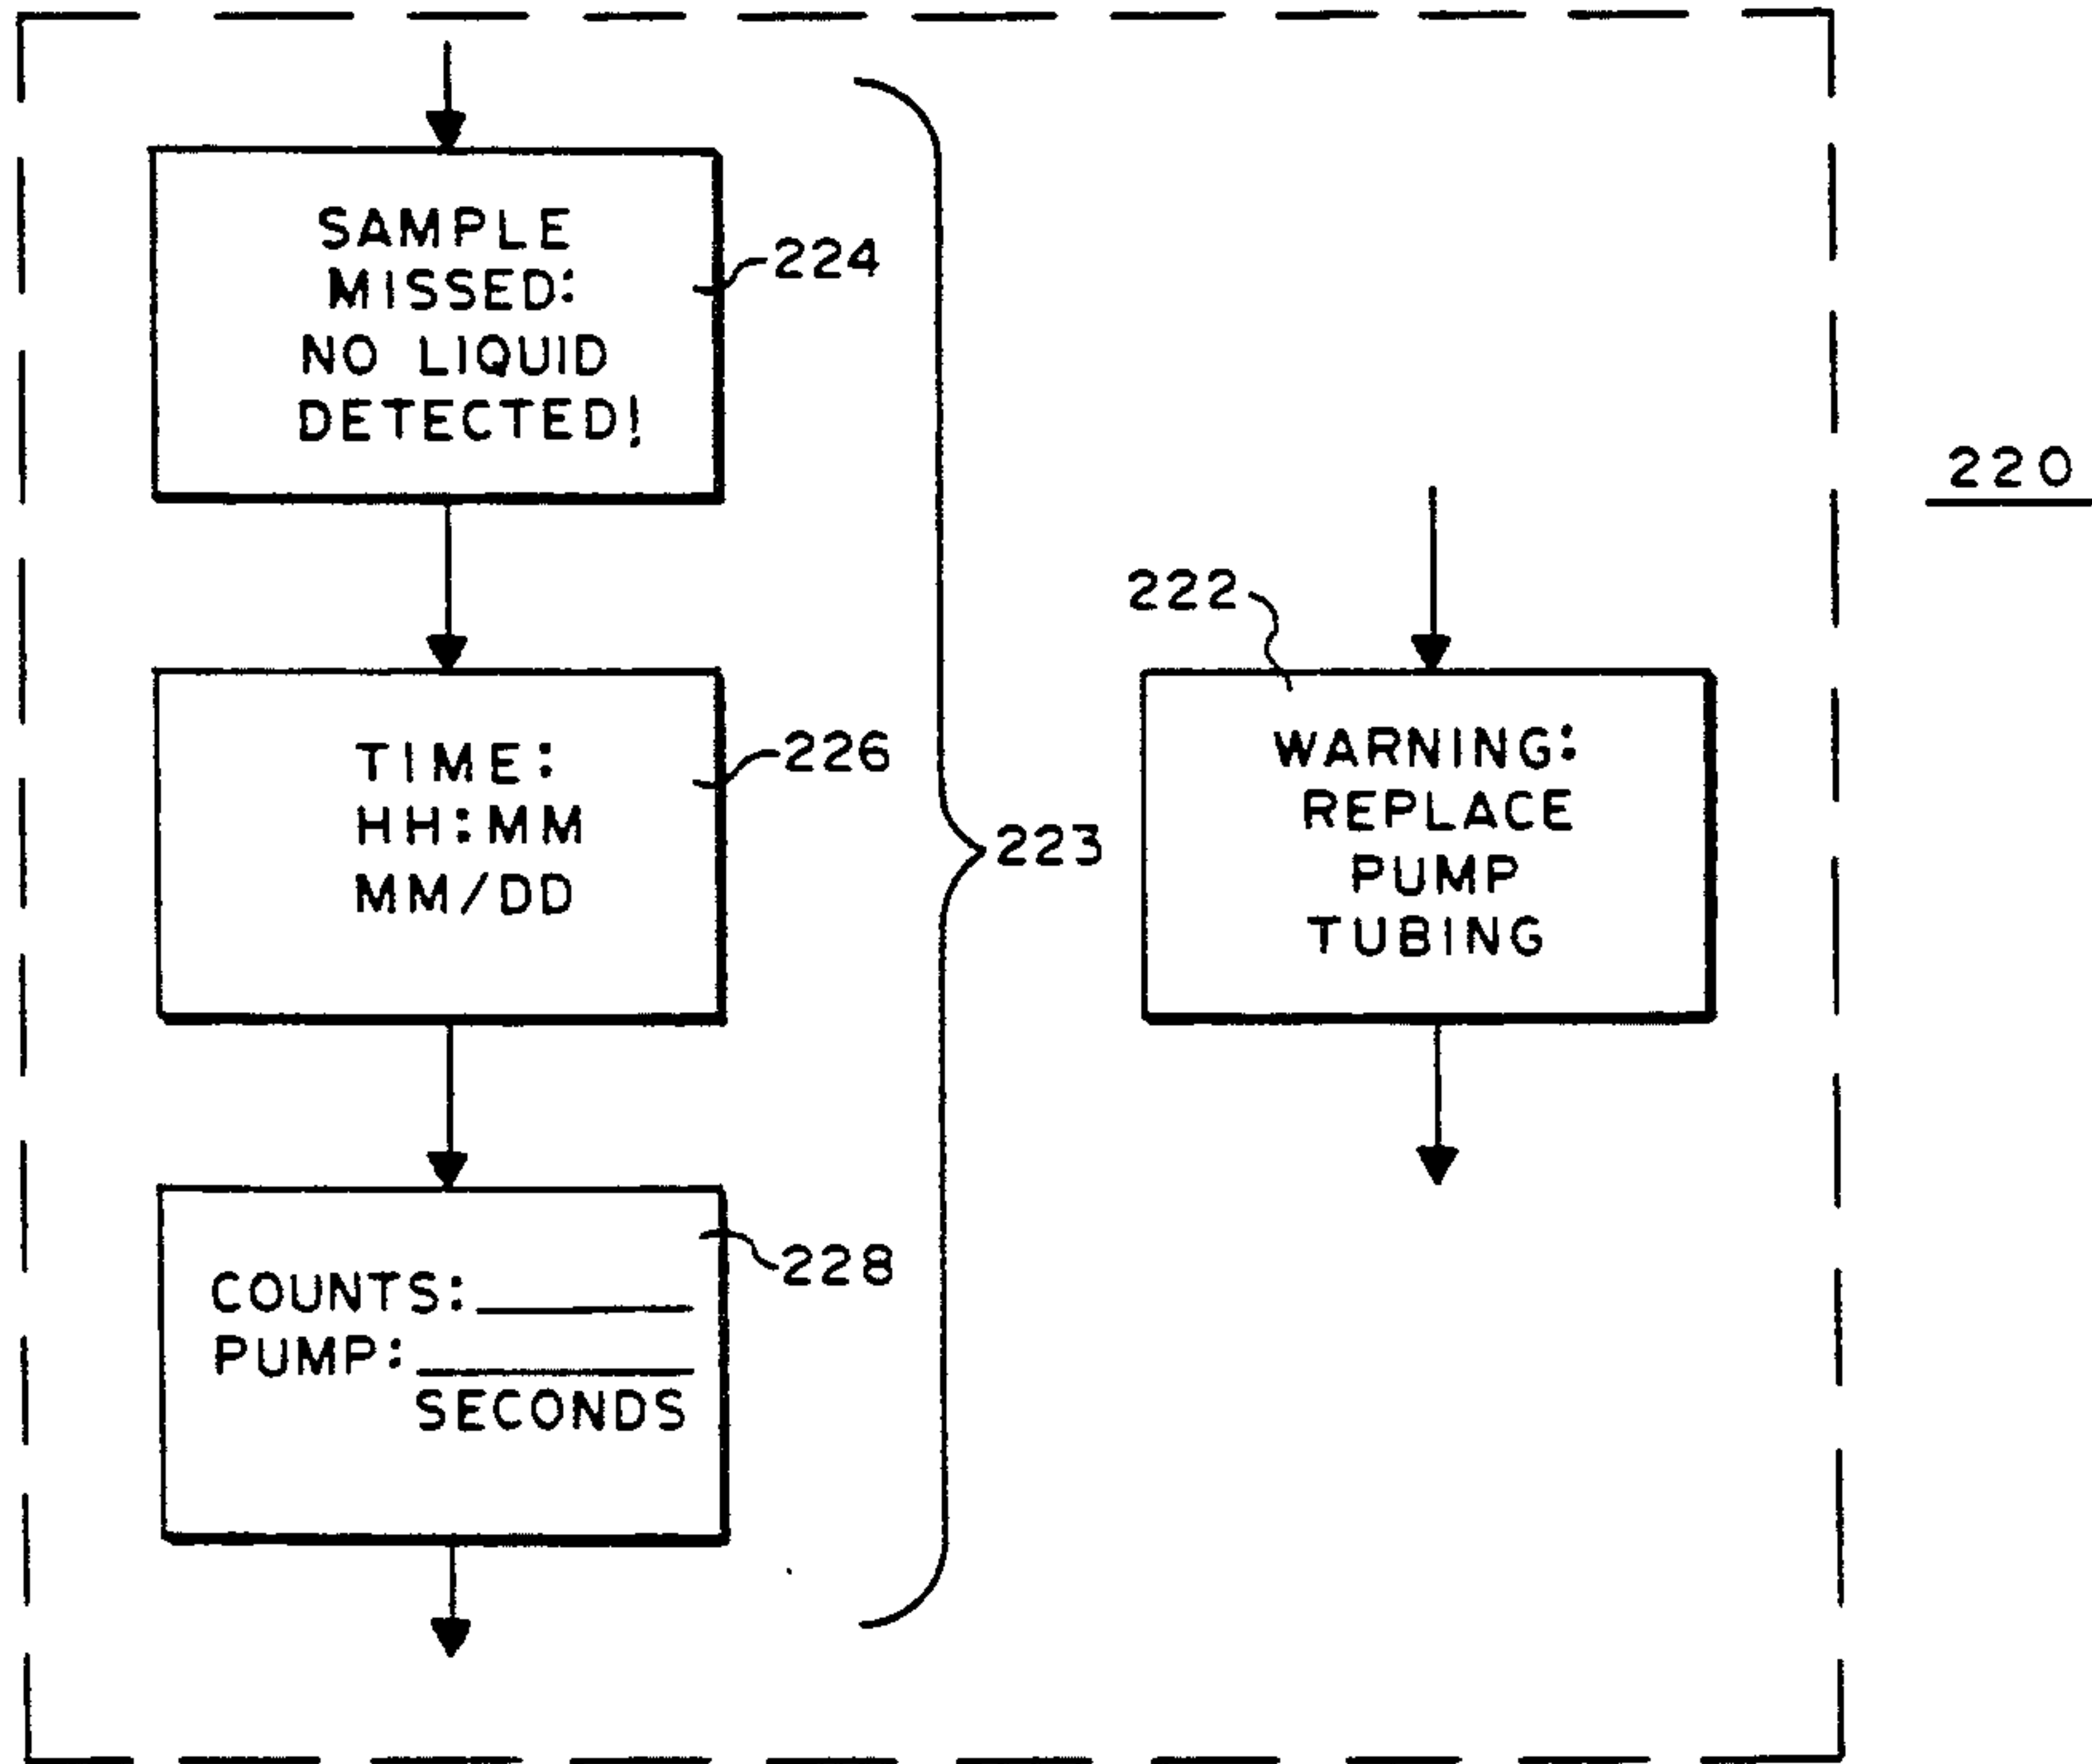 SAMPLE
MISSED:
NO LIQUID
DETECTED!
224
TIME:
HH:MM
MM/DD
226
COUNTS:
PUMP:
SECONDS
228
223
222
WARNING:
REPLACE
PUMP
TUBING
220